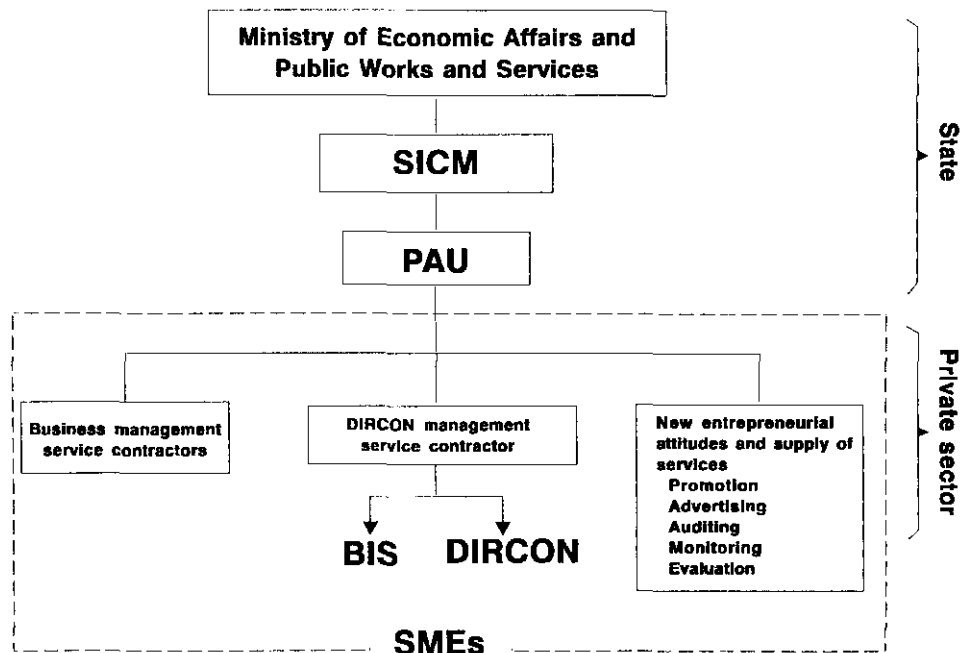 Ministry of Economic Affairs and
Public Works and Services
SICM
PAU
State
Business management
service contractors
DIRCON management
service contractor
BIS
DIRCON
New entrepreneurial
attitudes and supply of
services
Promotion
Advertising
Auditing
Monitoring
Evaluation
Private sector
SMEs